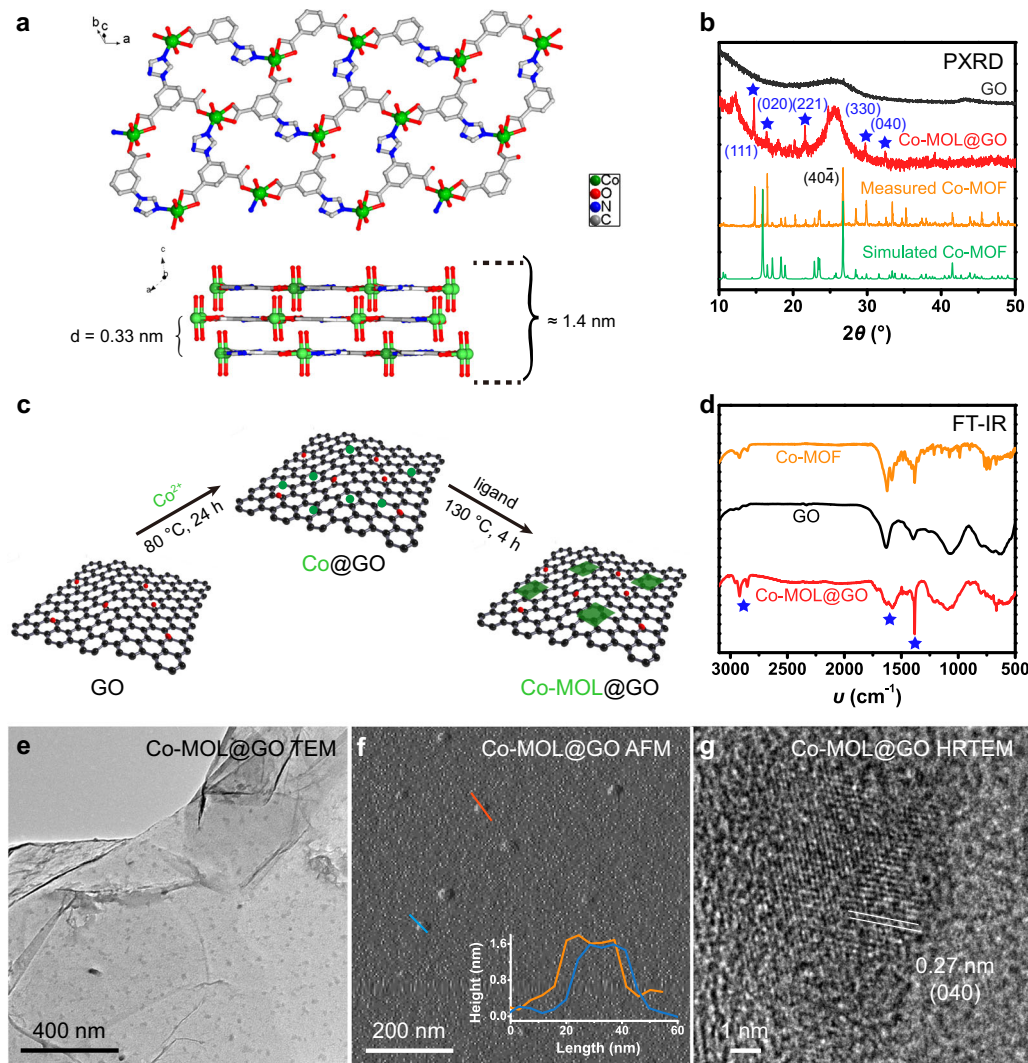 a
b
c
a
Co
O
N
C
c
b
a
d = 0.33 nm
≈ 1.4 nm
b
PXRD
GO
(020)
(221)
(330)
(040)
(111)
Co-MOL@GO
(404̄)
Measured Co-MOF
Simulated Co-MOF
10 20 30 40 50
2θ (°)
c
Co²⁺
80 °C, 24 h
ligand
130 °C, 4 h
Co@GO
GO
Co-MOL@GO
d
FT-IR
Co-MOF
GO
Co-MOL@GO
3000 2500 2000 1500 1000 500
υ (cm⁻¹)
e
Co-MOL@GO TEM
400 nm
f
Co-MOL@GO AFM
Height (nm)
1.6
0.8
0.0
0 20 40 60
Length (nm)
200 nm
g
Co-MOL@GO HRTEM
0.27 nm
(040)
1 nm